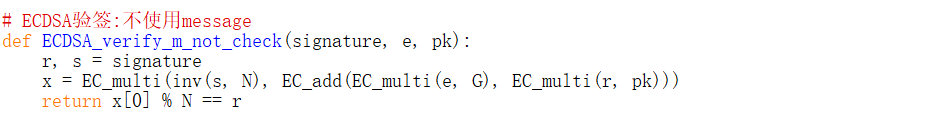 # ECDSA验签:不使用message
def ECDSA_verify_m_not_check(signature, e, pk):
    r, s = signature
    x = EC_multi(inv(s, N), EC_add(EC_multi(e, G), EC_multi(r, pk)))
    return x[0] % N == r